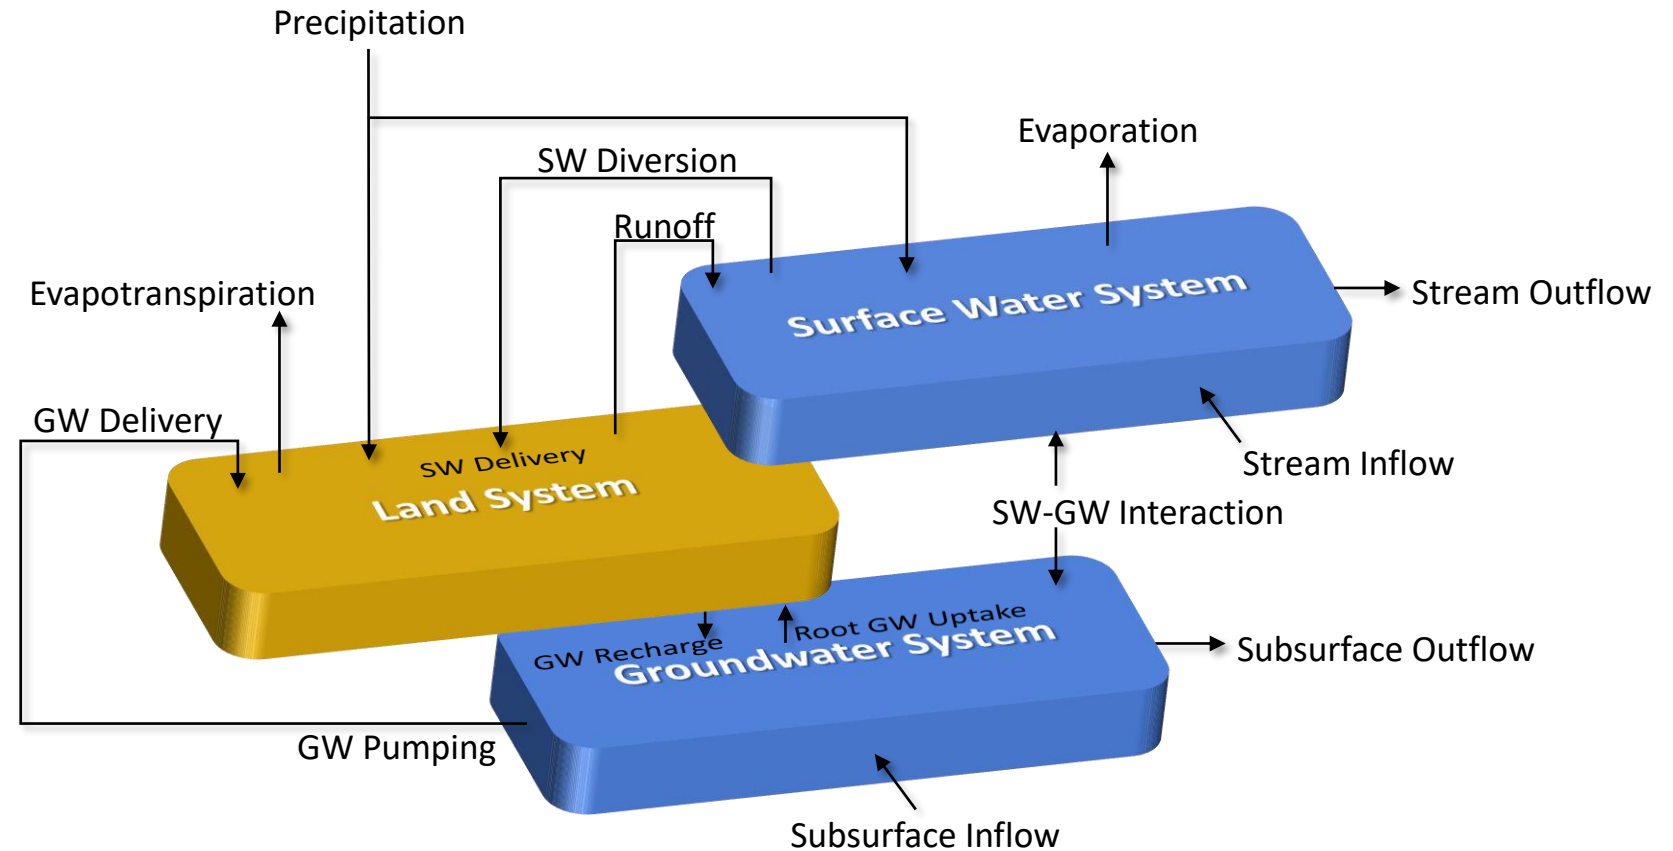 Precipitation
Evaporation
SW Diversion
Runoff
Evapotranspiration
Surface Water System
Stream Outflow
GW Delivery
SW Delivery
Land System
Stream Inflow
SW-GW Interaction
Root GW Uptake
GW Recharge
Groundwater System
Subsurface Outflow
GW Pumping
Subsurface Inflow